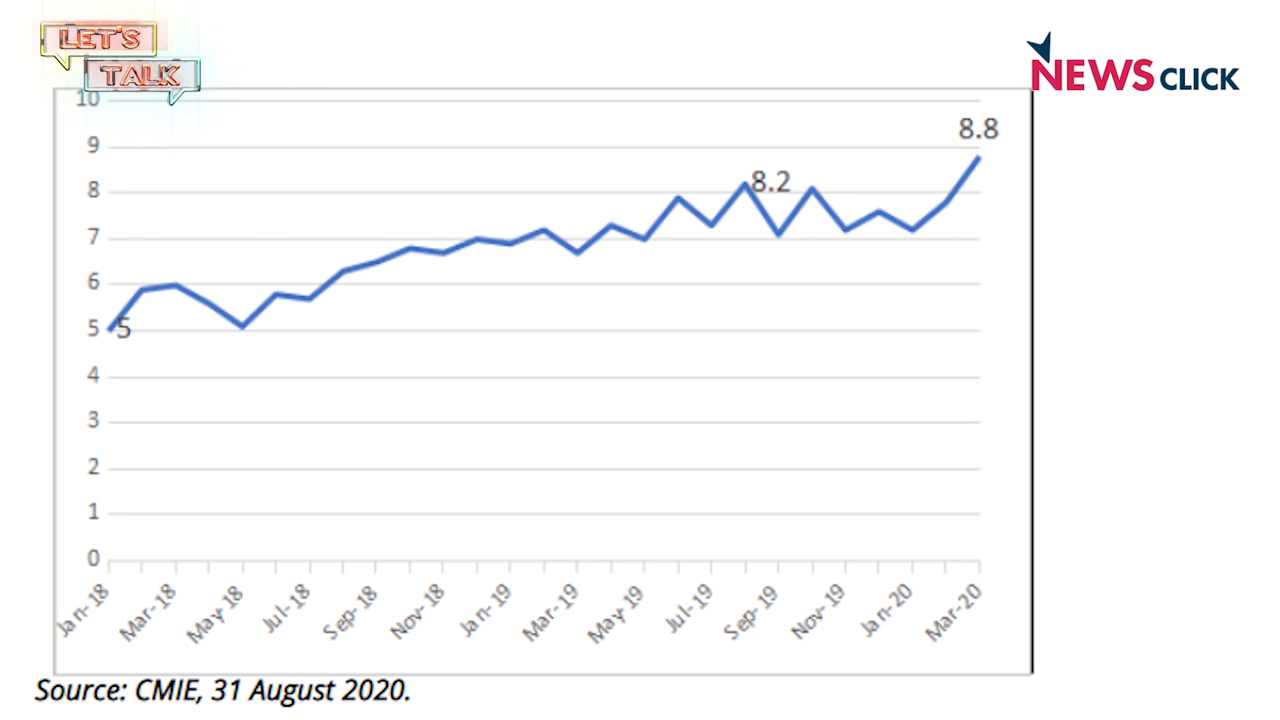 LET'S
TALK
NEWSCLICK
10
9
8
7
6
5
4
3
2
1
0
5
8.2
8.8
Jan-18
Mar-18
May-18
Jul-18
Sep-18
Nov-18
Jan-19
Mar-19
May 19
Jul-19
Sep-19
Nov-19
Jan-20
Mar-20
Source: CMIE, 31 August 2020.